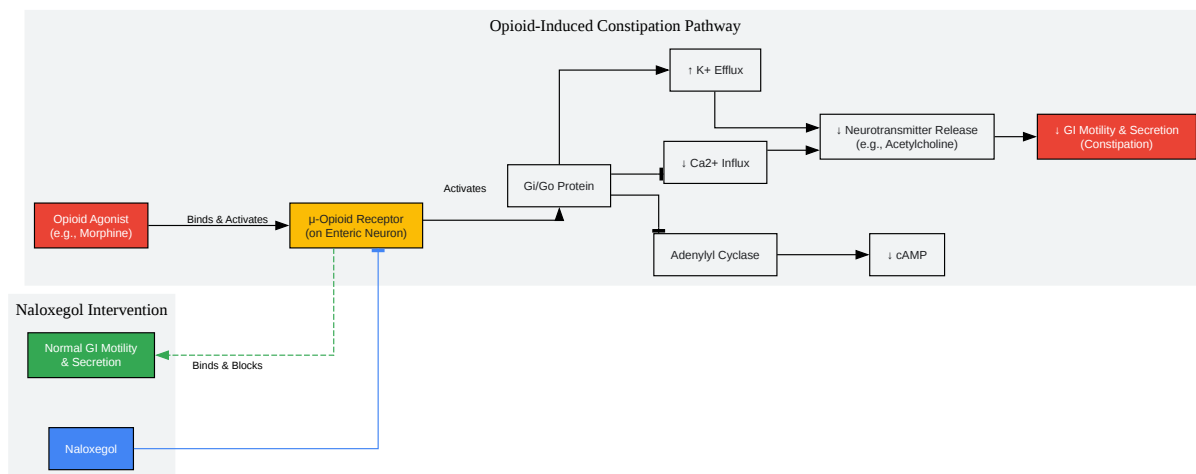 Opioid-Induced Constipation Pathway
↑ K+ Efflux
↓ Neurotransmitter Release
(e.g., Acetylcholine)
↓ GI Motility & Secretion
(Constipation)
↓ Ca2+ Influx
Gi/Go Protein
Activates
Opioid Agonist
(e.g., Morphine)
Binds & Activates
μ-Opioid Receptor
(on Enteric Neuron)
Adenylyl Cyclase
↓ cAMP
Naloxegol Intervention
Normal GI Motility
& Secretion
Binds & Blocks
Naloxegol